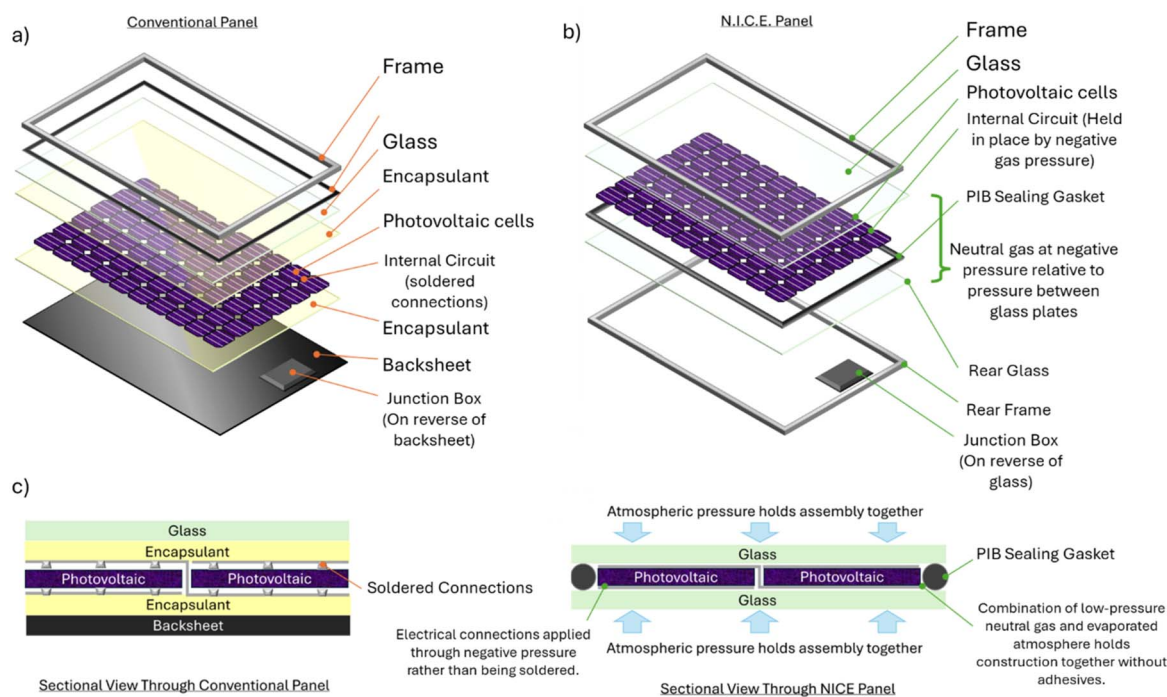 Conventional Panel
a)
Frame
Glass
Encapsulant
Photovoltaic cells
Internal Circuit
(soldered
connections)
Encapsulant
Backsheet
Junction Box
(On reverse of
backsheet)
N.I.C.E. Panel
b)
Frame
Glass
Photovoltaic cells
Internal Circuit (Held
in place by negative
gas pressure)
PIB Sealing Gasket
Neutral gas at negative
pressure relative to
pressure between
glass plates
Rear Glass
Rear Frame
Junction Box
(On reverse of
glass)
c)
Glass
Encapsulant
Photovoltaic
Photovoltaic
Encapsulant
Backsheet
Soldered Connections
Sectional View Through Conventional Panel
Atmospheric pressure holds assembly together
Glass
Photovoltaic
Photovoltaic
Glass
PIB Sealing Gasket
Electrical connections applied
through negative pressure
rather than being soldered.
Atmospheric pressure holds assembly together
Combination of low-pressure
neutral gas and evaporated
atmosphere holds
construction together without
adhesives.
Sectional View Through NICE Panel